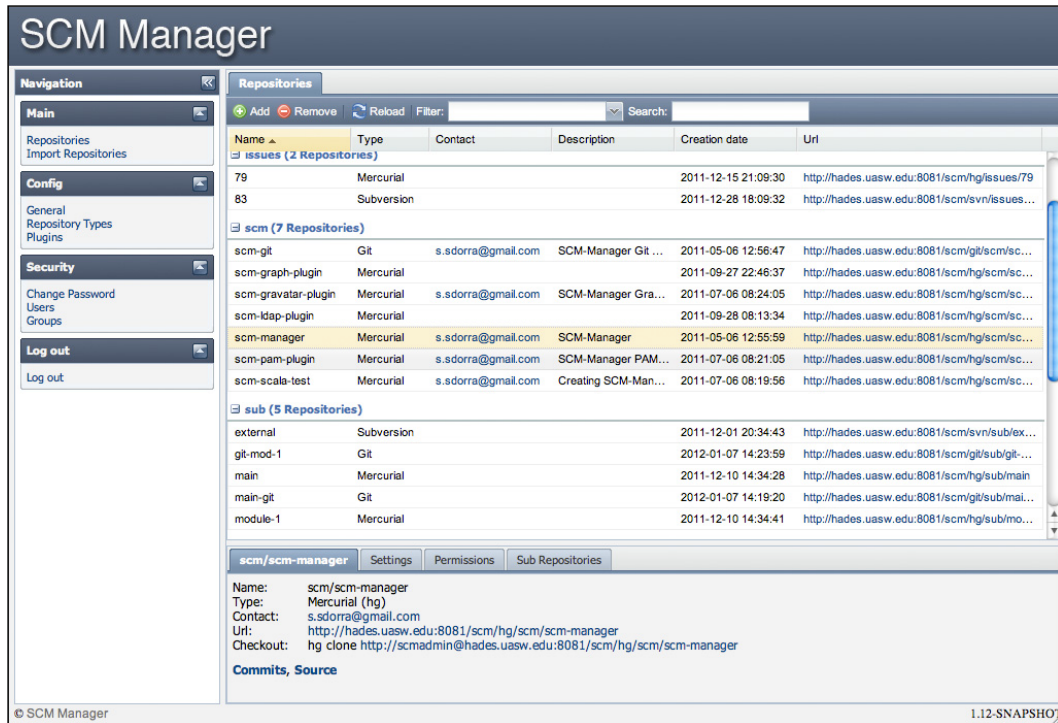 SCM Manager
Navigation
Main
Repositories
Import Repositories
Config
General
Repository Types
Plugins
Security
Change Password
Users
Groups
Log out
Log out
Repositories
Add Remove Reload Filter: Search:
Name Type Contact Description Creation date Url
issues (2 Repositories)
79 Mercurial 2011-12-15 21:09:30 http://hades.uasw.edu:8081/scm/hg/issues/79
83 Subversion 2011-12-28 18:09:32 http://hades.uasw.edu:8081/scm/svn/issues...
scm (7 Repositories)
scm-git Git s.sdorra@gmail.com SCM-Manager Git ... 2011-05-06 12:56:47 http://hades.uasw.edu:8081/scm/git/scm/sc...
scm-graph-plugin Mercurial 2011-09-27 22:46:37 http://hades.uasw.edu:8081/scm/hg/scm/sc...
scm-gravatar-plugin Mercurial s.sdorra@gmail.com SCM-Manager Gra... 2011-07-06 08:24:05 http://hades.uasw.edu:8081/scm/hg/scm/sc...
scm-ldap-plugin Mercurial 2011-09-28 08:13:34 http://hades.uasw.edu:8081/scm/hg/scm/sc...
scm-manager Mercurial s.sdorra@gmail.com SCM-Manager 2011-05-06 12:55:59 http://hades.uasw.edu:8081/scm/hg/scm/sc...
scm-pam-plugin Mercurial s.sdorra@gmail.com SCM-Manager PAM... 2011-07-06 08:21:05 http://hades.uasw.edu:8081/scm/hg/scm/sc...
scm-scala-test Mercurial s.sdorra@gmail.com Creating SCM-Man... 2011-07-06 08:19:56 http://hades.uasw.edu:8081/scm/hg/scm/sc...
sub (5 Repositories)
external Subversion 2011-12-01 20:34:43 http://hades.uasw.edu:8081/scm/svn/sub/ex...
git-mod-1 Git 2012-01-07 14:23:59 http://hades.uasw.edu:8081/scm/git/sub/git-...
main Mercurial 2011-12-10 14:34:28 http://hades.uasw.edu:8081/scm/hg/sub/main
main-git Git 2012-01-07 14:19:20 http://hades.uasw.edu:8081/scm/git/sub/mai...
module-1 Mercurial 2011-12-10 14:34:41 http://hades.uasw.edu:8081/scm/hg/sub/mo...
scm/scm-manager Settings Permissions Sub Repositories
Name: scm/scm-manager
Type: Mercurial (hg)
Contact: s.sdorra@gmail.com
Url: http://hades.uasw.edu:8081/scm/hg/scm/scm-manager
Checkout: hg clone http://scmadmin@hades.uasw.edu:8081/scm/hg/scm/scm-manager
Commits, Source
© SCM Manager
1.12-SNAPSHOT